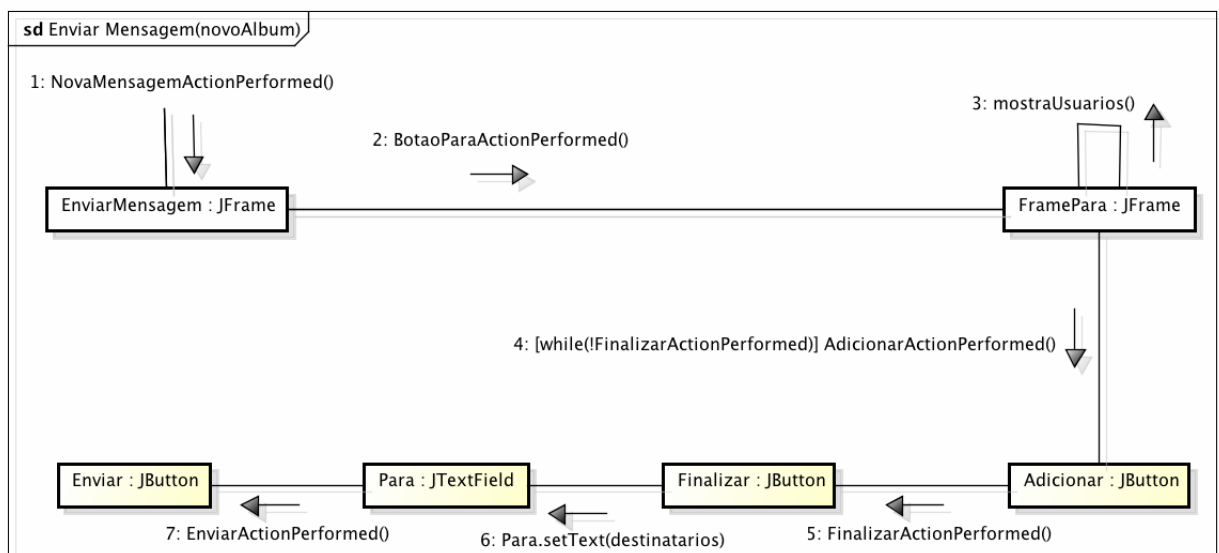 sd Enviar Mensagem(novoAlbum)
1: NovaMensagemActionPerformed()
3: mostraUsuarios()
2: BotaoParaActionPerformed()
EnviarMensagem : JFrame
FramePara : JFrame
4: [while(!FinalizarActionPerformed)] AdicionarActionPerformed()
Enviar : JButton
Para : JTextField
Finalizar : JButton
Adicionar : JButton
7: EnviarActionPerformed()
6: Para.setText(destinatarios)
5: FinalizarActionPerformed()